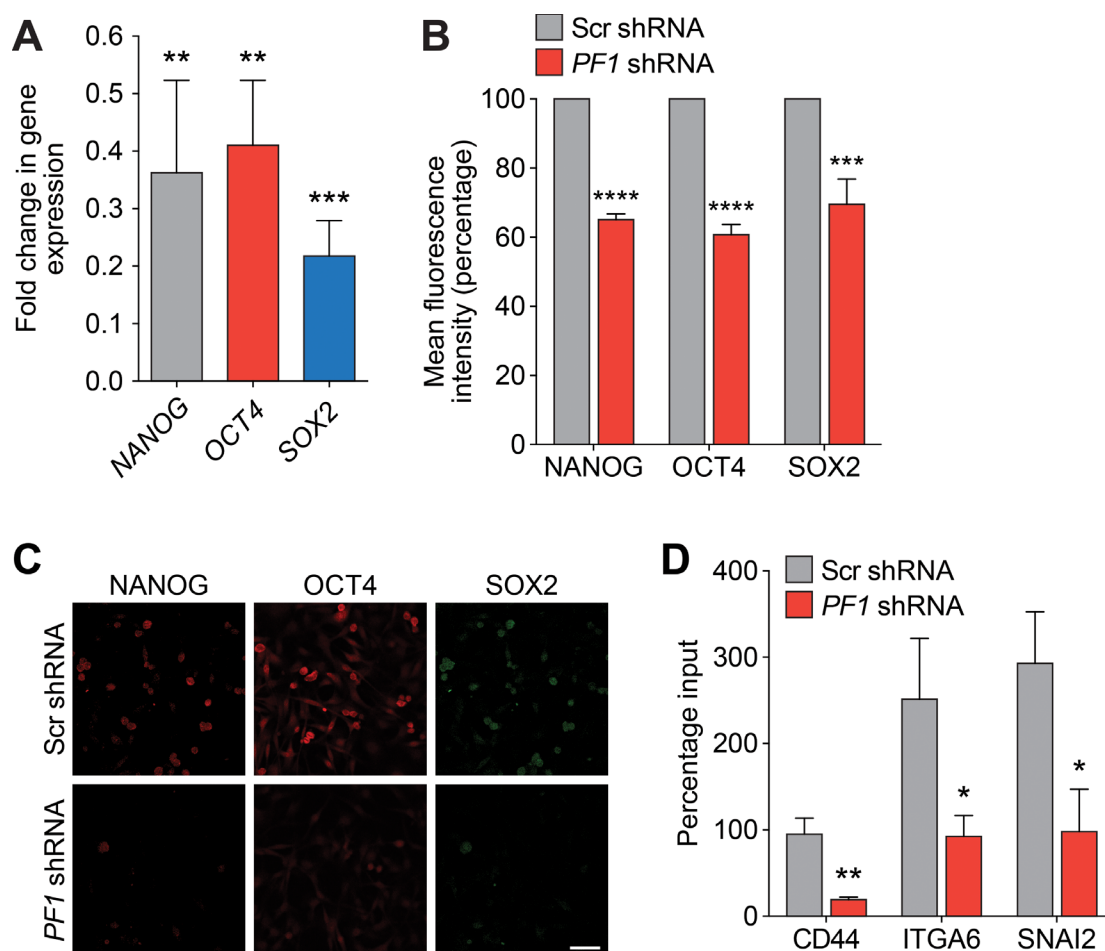 A
Fold change in gene
expression
0.6
0.5
0.4
0.3
0.2
0.1
0.0
**
**
***
NANOG
OCT4
SOX2
B
Scr shRNA
PF1 shRNA
Mean fluorescence
intensity (percentage)
100
80
60
40
20
0
****
****
***
NANOG
OCT4
SOX2
C
NANOG
OCT4
SOX2
Scr shRNA
PF1 shRNA
D
Scr shRNA
PF1 shRNA
Percentage input
400
300
200
100
0
**
*
*
CD44
ITGA6
SNAI2